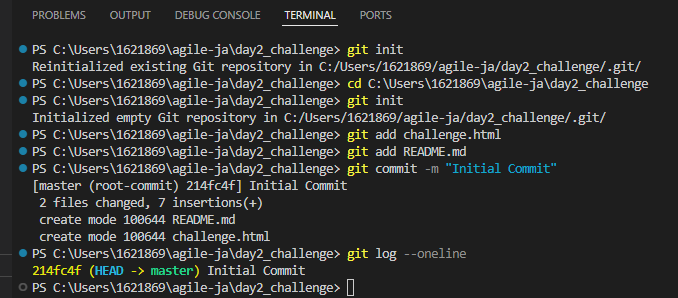 PROBLEMS OUTPUT DEBUG CONSOLE TERMINAL PORTS
PS C:\Users\1621869\agile-ja\day2_challenge> git init
Reinitialized existing Git repository in C:/Users/1621869/agile-ja/day2_challenge/.git/
PS C:\Users\1621869\agile-ja\day2_challenge> cd C:\Users\1621869\agile-ja\day2_challenge
PS C:\Users\1621869\agile-ja\day2_challenge> git init
Initialized empty Git repository in C:/Users/1621869/agile-ja/day2_challenge/.git/
PS C:\Users\1621869\agile-ja\day2_challenge> git add challenge.html
PS C:\Users\1621869\agile-ja\day2_challenge> git add README.md
PS C:\Users\1621869\agile-ja\day2_challenge> git commit -m "Initial Commit"
[master (root-commit) 214fc4f] Initial Commit
 2 files changed, 7 insertions(+)
 create mode 100644 README.md
 create mode 100644 challenge.html
PS C:\Users\1621869\agile-ja\day2_challenge> git log --oneline
214fc4f (HEAD -> master) Initial Commit
PS C:\Users\1621869\agile-ja\day2_challenge>